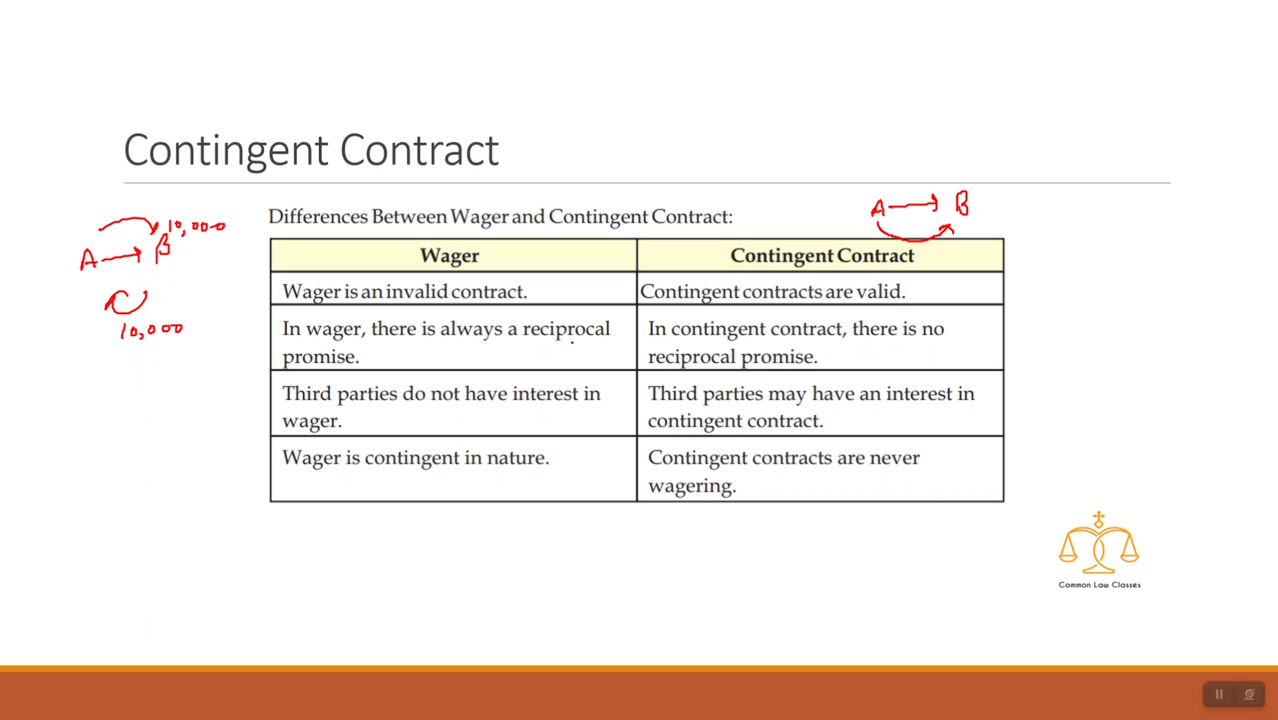 Contingent Contract
Differences Between Wager and Contingent Contract:
A → B
A → B 10,000
10,000
Wager
Contingent Contract
Wager is an invalid contract.
Contingent contracts are valid.
In wager, there is always a reciprocal
promise.
In contingent contract, there is no
reciprocal promise.
Third parties do not have interest in
wager.
Third parties may have an interest in
contingent contract.
Wager is contingent in nature.
Contingent contracts are never
wagering.
Common Law Classes